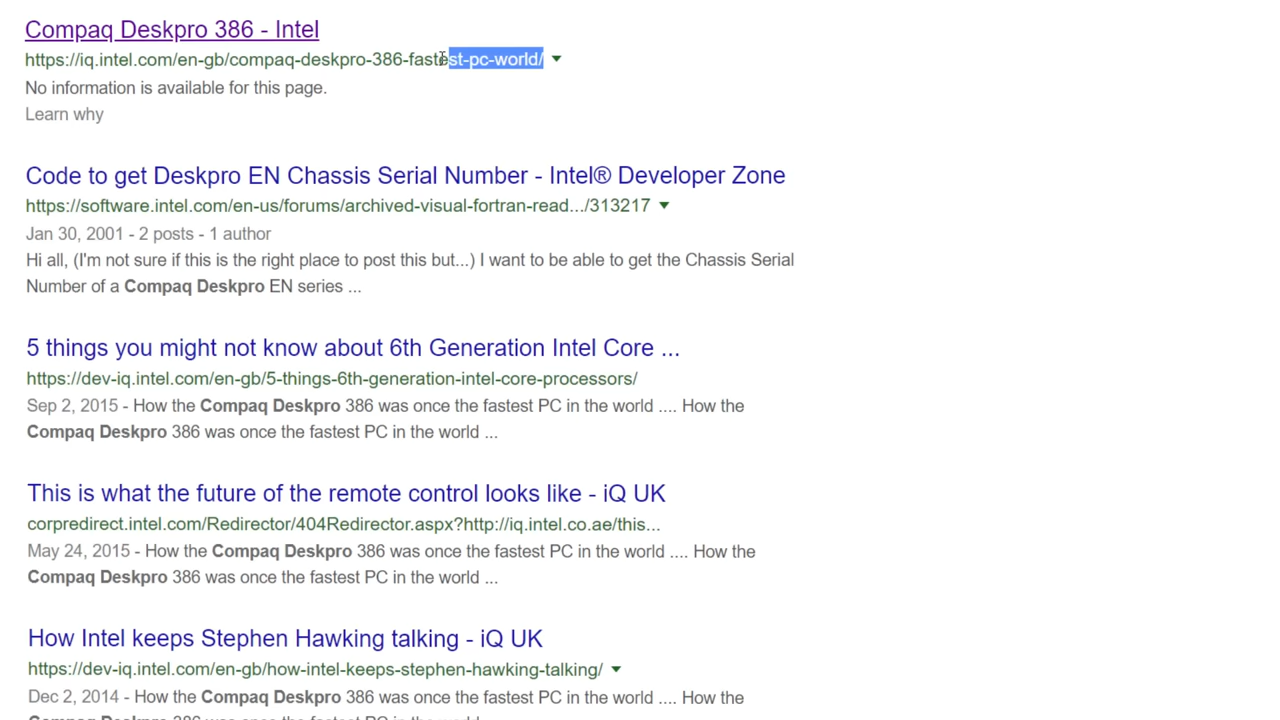 Compaq Deskpro 386 - Intel
https://iq.intel.com/en-gb/compaq-deskpro-386-fastest-pc-world/
No information is available for this page.
Learn why
Code to get Deskpro EN Chassis Serial Number - Intel® Developer Zone
https://software.intel.com/en-us/forums/archived-visual-fortran-read.../313217
Jan 30, 2001 - 2 posts - 1 author
Hi all, (I'm not sure if this is the right place to post this but...) I want to be able to get the Chassis Serial
Number of a Compaq Deskpro EN series ...
5 things you might not know about 6th Generation Intel Core ...
https://dev-iq.intel.com/en-gb/5-things-6th-generation-intel-core-processors/
Sep 2, 2015 - How the Compaq Deskpro 386 was once the fastest PC in the world .... How the
Compaq Deskpro 386 was once the fastest PC in the world ...
This is what the future of the remote control looks like - iQ UK
corpredirect.intel.com/Redirector/404Redirector.aspx?http://iq.intel.co.ae/this...
May 24, 2015 - How the Compaq Deskpro 386 was once the fastest PC in the world .... How the
Compaq Deskpro 386 was once the fastest PC in the world ...
How Intel keeps Stephen Hawking talking - iQ UK
https://dev-iq.intel.com/en-gb/how-intel-keeps-stephen-hawking-talking/
Dec 2, 2014 - How the Compaq Deskpro 386 was once the fastest PC in the world .... How the
Compaq Deskpro 386 was once the fastest PC in the world ...